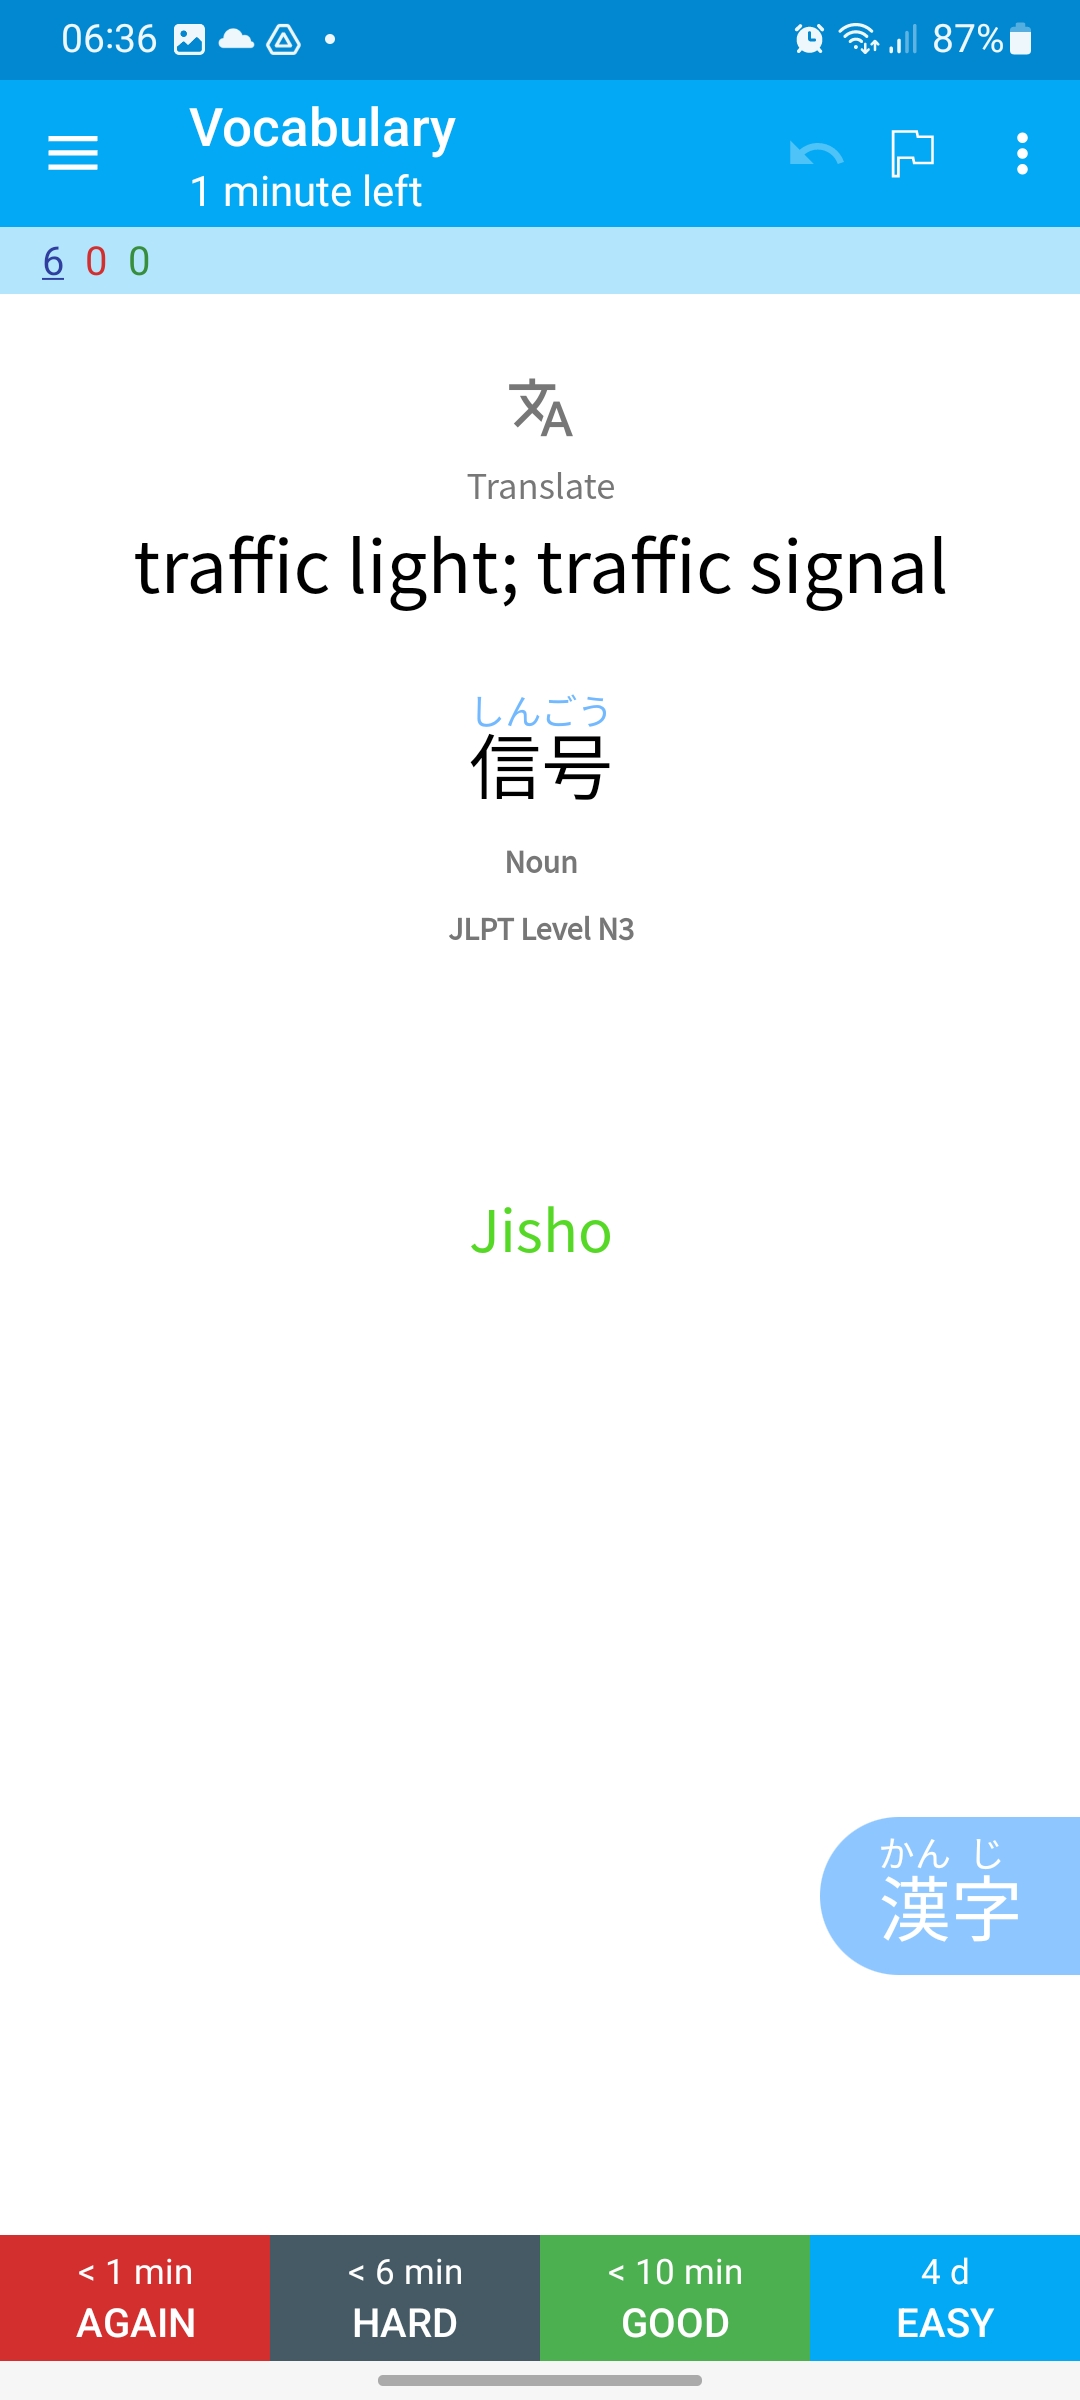 06:36 87%
Vocabulary
1 minute left
6 0 0
Translate
traffic light; traffic signal
しんごう
信号
Noun
JLPT Level N3
Jisho
かん じ
漢字
< 1 min < 6 min < 10 min 4 d
AGAIN HARD GOOD EASY